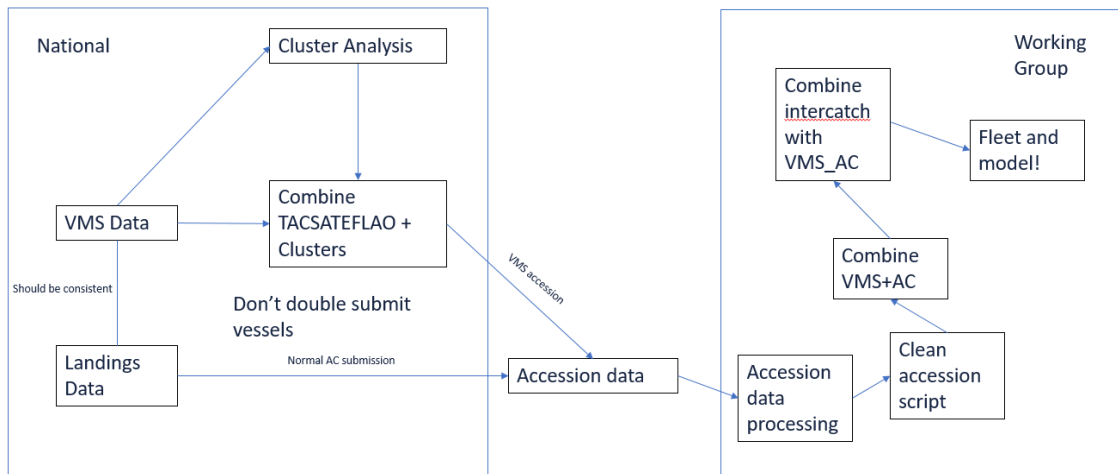 National
Cluster Analysis
VMS Data
Combine
TACSATEFLAO +
Clusters
Should be consistent
Don't double submit
vessels
VMS accession
Landings
Data
Normal AC submission
Accession data
Working
Group
Combine
intercatch
with
VMS_AC
Fleet and
model!
Combine
VMS+AC
Clean
accession
script
Accession
data
processing